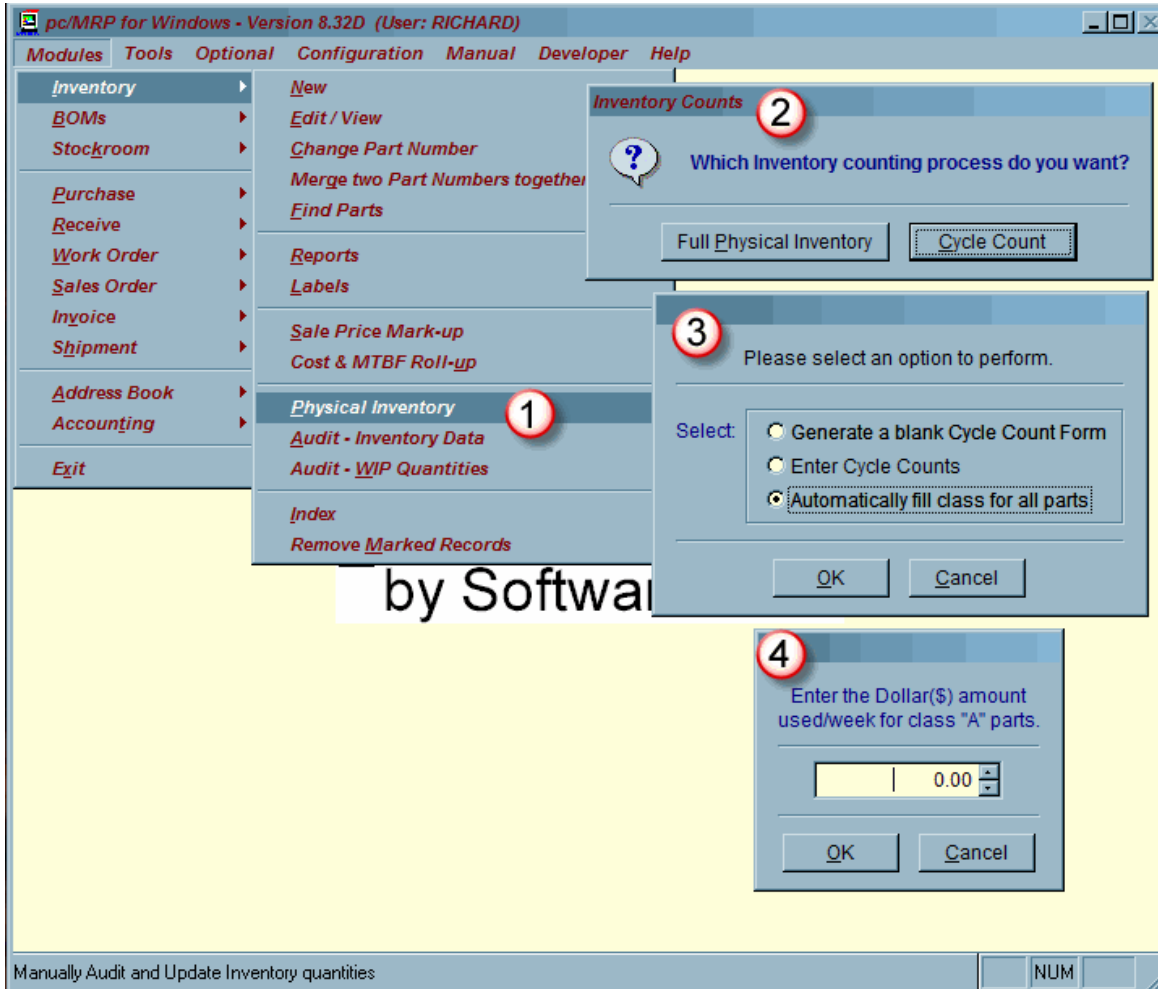 pc/MRP for Windows - Version 8.32D (User: RICHARD)
Modules Tools Optional Configuration Manual Developer Help
Inventory
BOMs
Stockroom
Purchase
Receive
Work Order
Sales Order
Invoice
Shipment
Address Book
Accounting
Exit
New
Edit / View
Change Part Number
Merge two Part Numbers together
Find Parts
Reports
Labels
Sale Price Mark-up
Cost & MTBF Roll-up
Physical Inventory 1
Audit - Inventory Data
Audit - WIP Quantities
Index
Remove Marked Records
Inventory Counts 2
Which Inventory counting process do you want?
Full Physical Inventory Cycle Count
3
Please select an option to perform.
Select: Generate a blank Cycle Count Form
Enter Cycle Counts
Automatically fill class for all parts
OK Cancel
by Softwa
4
Enter the Dollar($) amount
used/week for class "A" parts.
0.00
OK Cancel
Manually Audit and Update Inventory quantities NUM